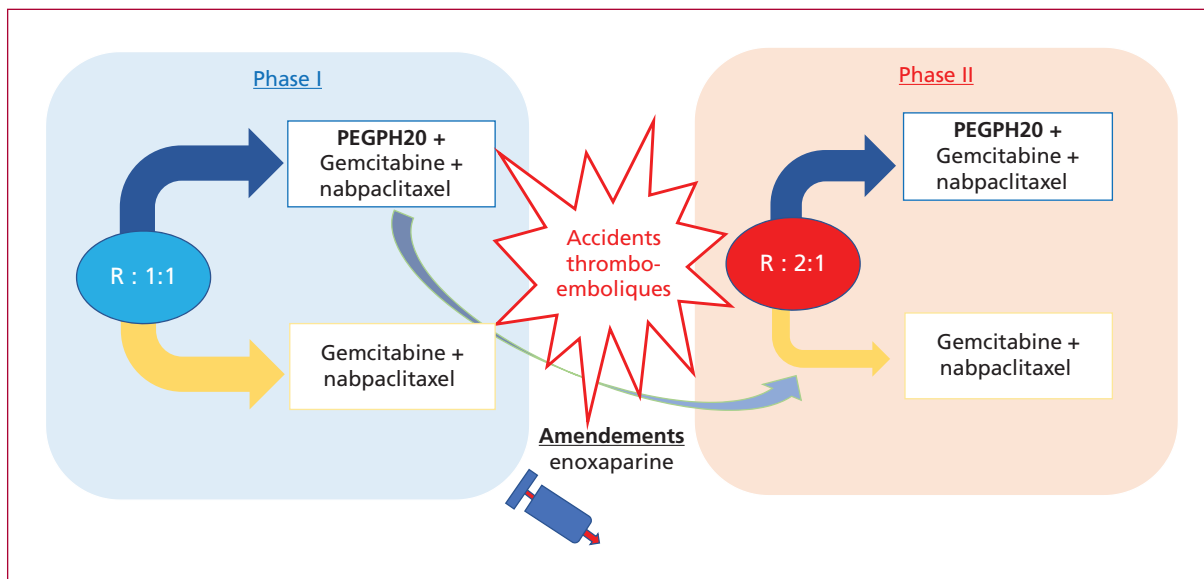 Phase I
PEGPH20 +
Gemcitabine +
nabpaclitaxel
R : 1:1
Gemcitabine +
nabpaclitaxel
Accidents
thrombo-
emboliques
Amendements
enoxaparine
Phase II
PEGPH20 +
Gemcitabine +
nabpaclitaxel
R : 2:1
Gemcitabine +
nabpaclitaxel